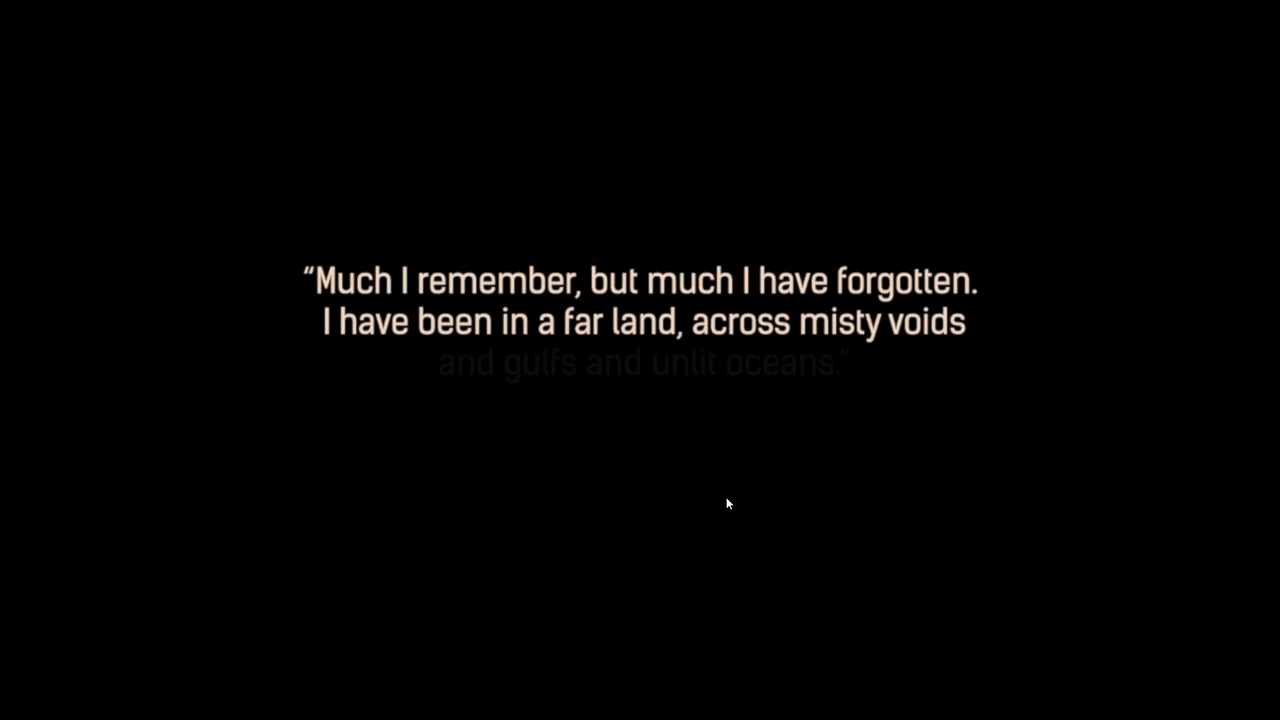 “Much I remember, but much I have forgotten.
I have been in a far land, across misty voids
and gulfs and unlit oceans.”